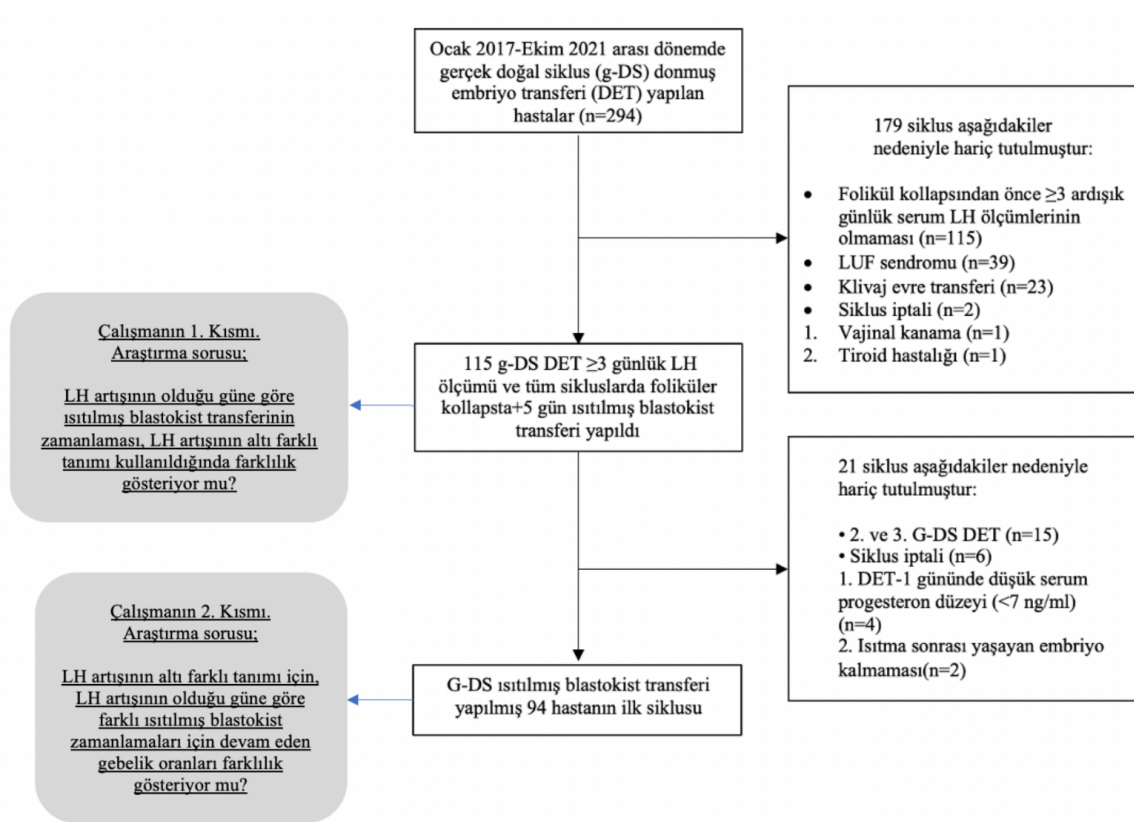 Ocak 2017-Ekim 2021 arası dönemde
gerçek doğal siklus (g-DS) donmuş
embriyo transferi (DET) yapılan
hastalar (n=294)
179 siklus aşağıdakiler
nedeniyle hariç tutulmuştur:
• Folikül kollapsından önce ≥3 ardışık
günlük serum LH ölçümlerinin
olmaması (n=115)
• LUF sendromu (n=39)
• Klivaj evre transferi (n=23)
• Siklus iptali (n=2)
1. Vajinal kanama (n=1)
2. Tiroid hastalığı (n=1)
Çalışmanın 1. Kısmı.
Araştırma sorusu;
LH artışının olduğu güne göre
ısıtılmış blastokist transferinin
zamanlaması, LH artışının altı farklı
tanımı kullanıldığında farklılık
gösteriyor mu?
115 g-DS DET ≥3 günlük LH
ölçümü ve tüm sikluslarda foliküler
kollapsta+5 gün ısıtılmış blastokist
transferi yapıldı
21 siklus aşağıdakiler nedeniyle
hariç tutulmuştur:
• 2. ve 3. G-DS DET (n=15)
• Siklus iptali (n=6)
1. DET-1 gününde düşük serum
progesteron düzeyi (<7 ng/ml)
(n=4)
2. Isıtma sonrası yaşayan embriyo
kalmaması(n=2)
Çalışmanın 2. Kısmı.
Araştırma sorusu;
LH artışının altı farklı tanımı için,
LH artışının olduğu güne göre
farklı ısıtılmış blastokist
zamanlamaları için devam eden
gebelik oranları farklılık
gösteriyor mu?
G-DS ısıtılmış blastokist transferi
yapılmış 94 hastanın ilk siklusu